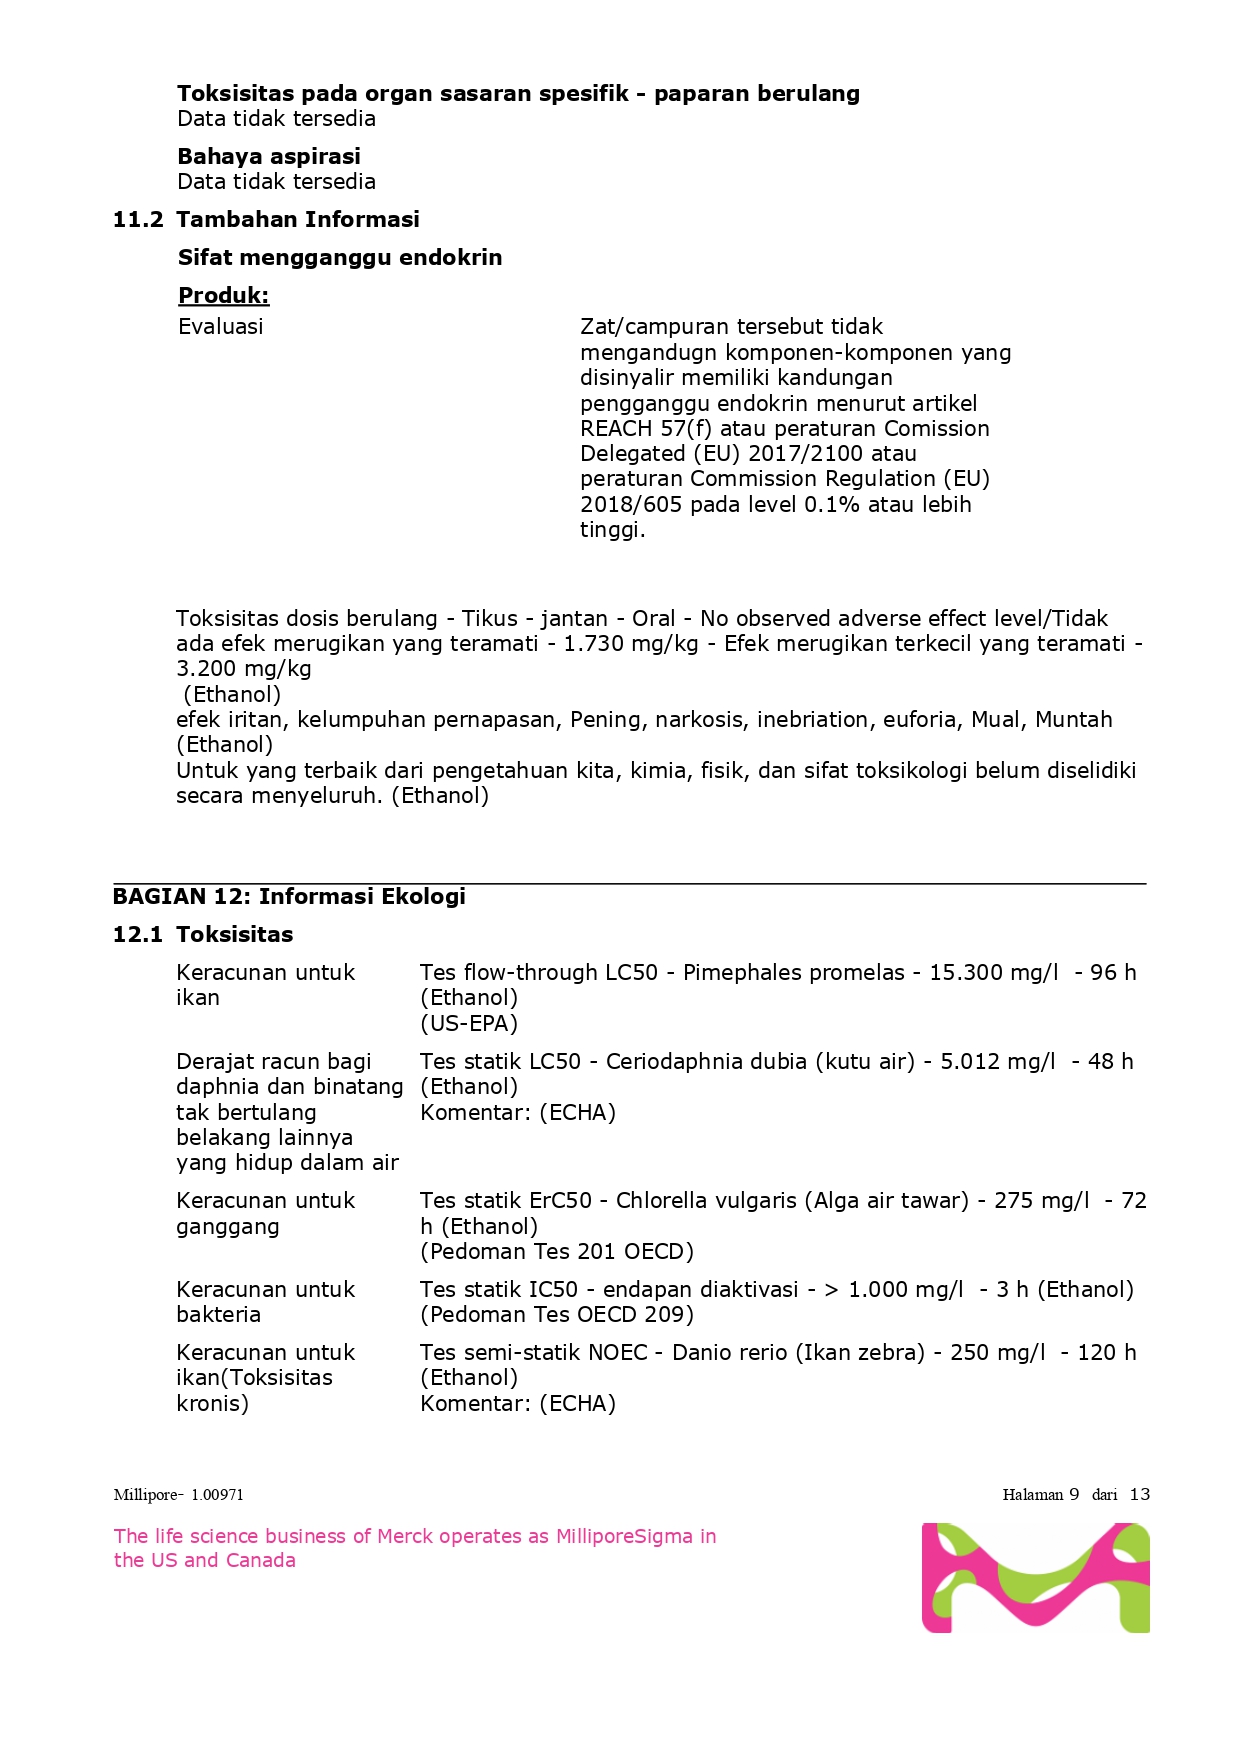 Toksisitas pada organ sasaran spesifik - paparan berulang
Data tidak tersedia
Bahaya aspirasi
Data tidak tersedia
11.2 Tambahan Informasi
Sifat mengganggu endokrin
Produk:
Evaluasi Zat/campuran tersebut tidak
mengandugn komponen-komponen yang
disinyalir memiliki kandungan
pengganggu endokrin menurut artikel
REACH 57(f) atau peraturan Comission
Delegated (EU) 2017/2100 atau
peraturan Commission Regulation (EU)
2018/605 pada level 0.1% atau lebih
tinggi.
Toksisitas dosis berulang - Tikus - jantan - Oral - No observed adverse effect level/Tidak
ada efek merugikan yang teramati - 1.730 mg/kg - Efek merugikan terkecil yang teramati -
3.200 mg/kg
(Ethanol)
efek iritan, kelumpuhan pernapasan, Pening, narkosis, inebriation, euforia, Mual, Muntah
(Ethanol)
Untuk yang terbaik dari pengetahuan kita, kimia, fisik, dan sifat toksikologi belum diselidiki
secara menyeluruh. (Ethanol)
BAGIAN 12: Informasi Ekologi
12.1 Toksisitas
Keracunan untuk Tes flow-through LC50 - Pimephales promelas - 15.300 mg/l - 96 h
ikan (Ethanol)
(US-EPA)
Derajat racun bagi Tes statik LC50 - Ceriodaphnia dubia (kutu air) - 5.012 mg/l - 48 h
daphnia dan binatang (Ethanol)
tak bertulang Komentar: (ECHA)
belakang lainnya
yang hidup dalam air
Keracunan untuk Tes statik ErC50 - Chlorella vulgaris (Alga air tawar) - 275 mg/l - 72
ganggang h (Ethanol)
(Pedoman Tes 201 OECD)
Keracunan untuk Tes statik IC50 - endapan diaktivasi - > 1.000 mg/l - 3 h (Ethanol)
bakteria (Pedoman Tes OECD 209)
Keracunan untuk Tes semi-statik NOEC - Danio rerio (Ikan zebra) - 250 mg/l - 120 h
ikan(Toksisitas (Ethanol)
kronis) Komentar: (ECHA)
Millipore- 1.00971 Halaman 9 dari 13
The life science business of Merck operates as MilliporeSigma in
the US and Canada